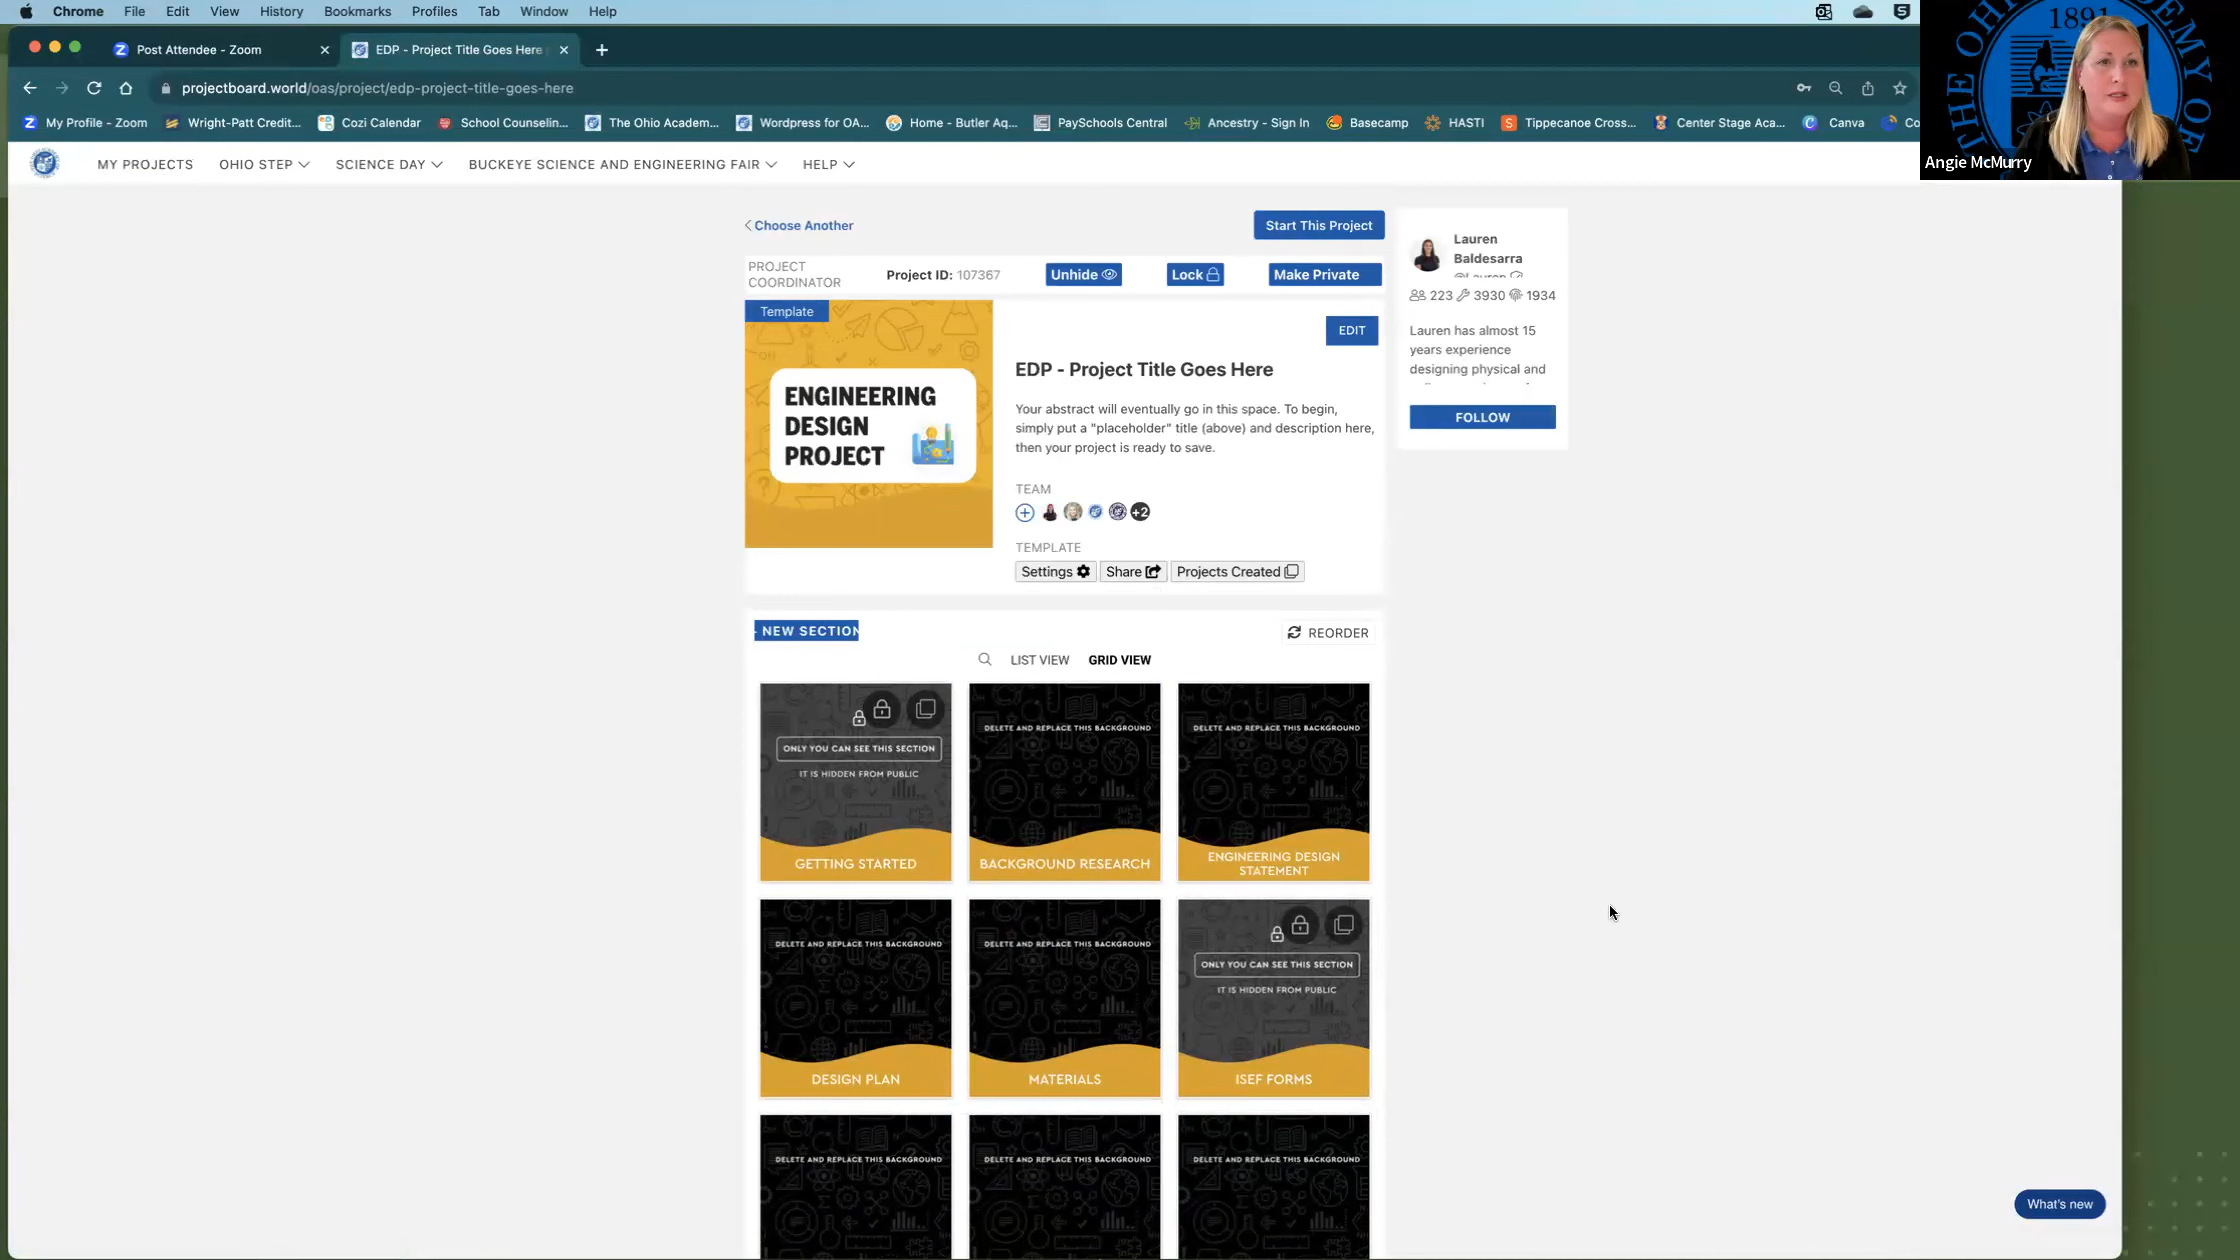 Chrome File Edit View History Bookmarks Profiles Tab Window Help
1891
Post Attendee - Zoom
EDP - Project Title Goes Here
projectboard.world/oas/project/edp-project-title-goes-here
My Profile - Zoom
Wright-Patt Credit...
Cozi Calendar
School Counselin...
The Ohio Academ...
Wordpress for OA...
Home - Butler Aq...
PaySchools Central
Ancestry - Sign In
Basecamp
HASTI
Tippecanoe Cross...
Center Stage Aca...
Canva
Co
Angie McMurry
MY PROJECTS OHIO STEP SCIENCE DAY BUCKEYE SCIENCE AND ENGINEERING FAIR HELP
Choose Another
Start This Project
PROJECT
COORDINATOR
Project ID: 107367
Unhide
Lock
Make Private
Template
ENGINEERING
DESIGN
PROJECT
EDIT
EDP - Project Title Goes Here
Your abstract will eventually go in this space. To begin,
simply put a "placeholder" title (above) and description here,
then your project is ready to save.
TEAM
+2
TEMPLATE
Settings
Share
Projects Created
Lauren
Baldesarra
223 3930 1934
Lauren has almost 15
years experience
designing physical and
FOLLOW
NEW SECTION
REORDER
LIST VIEW GRID VIEW
ONLY YOU CAN SEE THIS SECTION
IT IS HIDDEN FROM PUBLIC
GETTING STARTED
DELETE AND REPLACE THIS BACKGROUND
BACKGROUND RESEARCH
DELETE AND REPLACE THIS BACKGROUND
ENGINEERING DESIGN
STATEMENT
DELETE AND REPLACE THIS BACKGROUND
DESIGN PLAN
DELETE AND REPLACE THIS BACKGROUND
MATERIALS
ONLY YOU CAN SEE THIS SECTION
IT IS HIDDEN FROM PUBLIC
ISEF FORMS
DELETE AND REPLACE THIS BACKGROUND
DELETE AND REPLACE THIS BACKGROUND
DELETE AND REPLACE THIS BACKGROUND
What's new